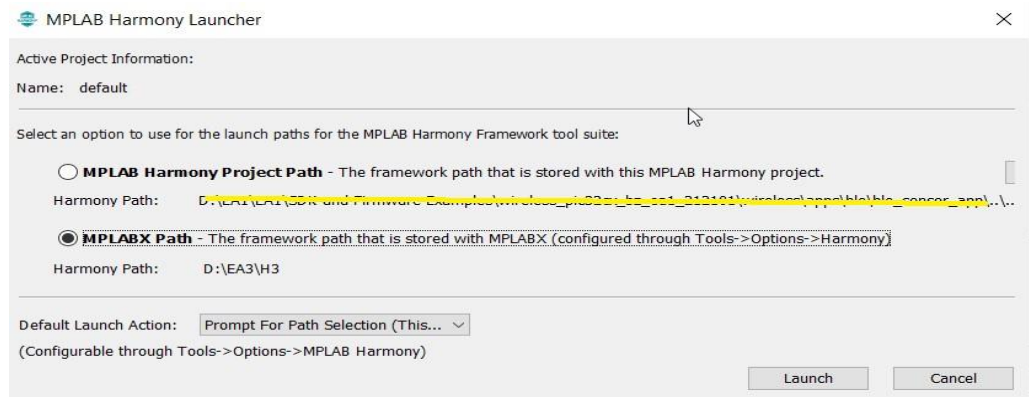 MPLAB Harmony Launcher
Active Project Information:
Name: default
Select an option to use for the launch paths for the MPLAB Harmony Framework tool suite:
MPLAB Harmony Project Path - The framework path that is stored with this MPLAB Harmony project.
Harmony Path:
MPLABX Path - The framework path that is stored with MPLABX (configured through Tools->Options->Harmony)
Harmony Path: D:\EA3\H3
Default Launch Action: Prompt For Path Selection (This...
(Configurable through Tools->Options->MPLAB Harmony)
Launch Cancel